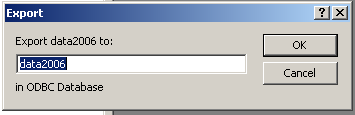 Export
Export data2006 to:
data2006
in ODBC Database
OK
Cancel